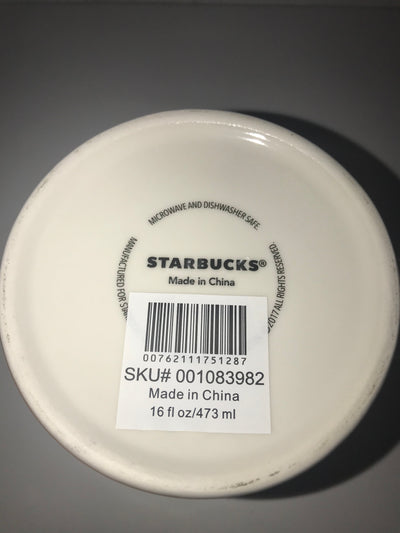 MICROWAVE AND DISHWASHER SAFE.
STARBUCKS®
Made in China
MANUFACTURED FOR
2017 ALL RIGHTS RESERVED.
00762111751287
SKU# 001083982
Made in China
16 fl oz/473 ml